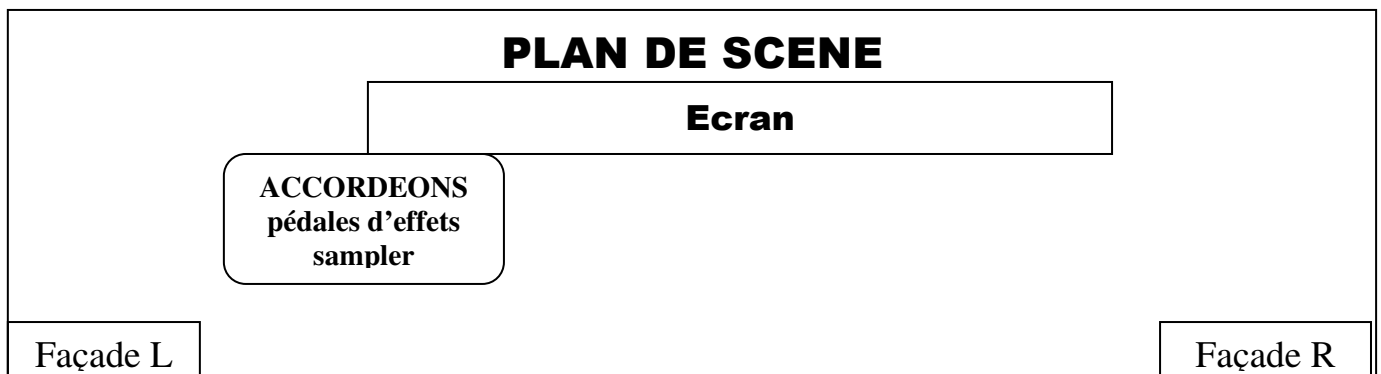 PLAN DE SCENE
Ecran
ACCORDEONS
pédales d’effets
sampler
Façade L
Façade R